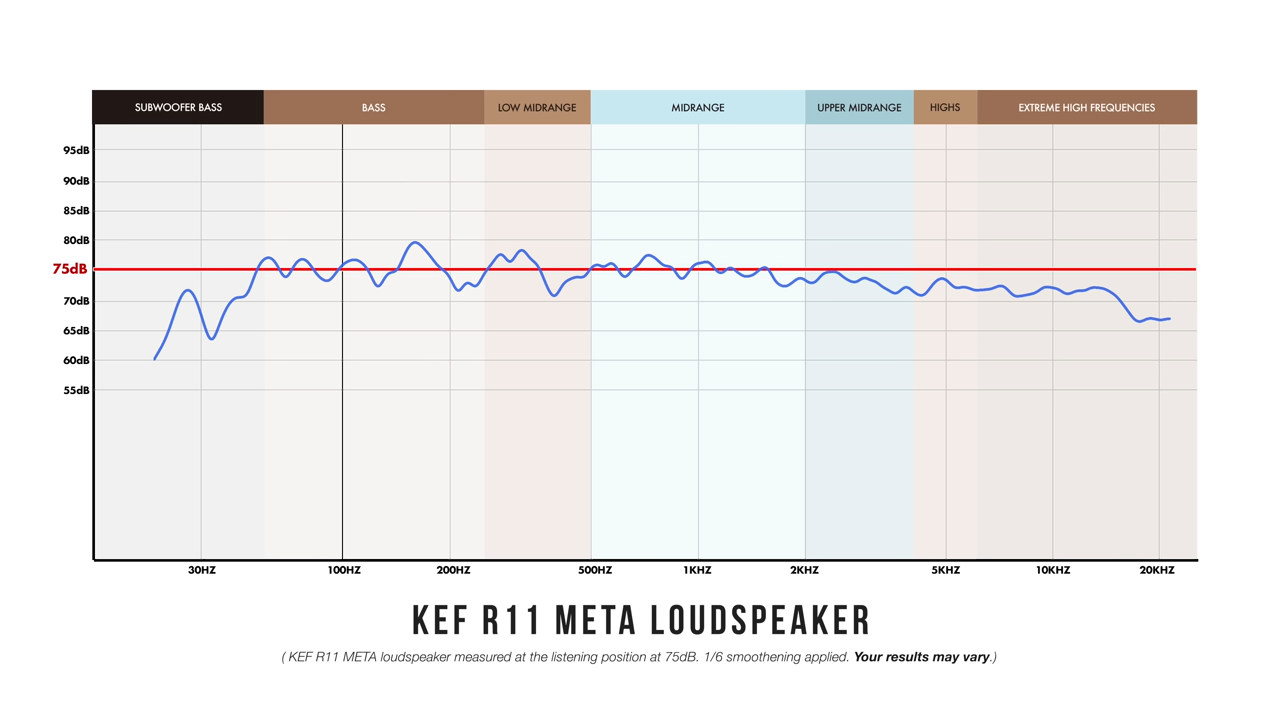 SUBWOOFER BASS BASS LOW MIDRANGE MIDRANGE UPPER MIDRANGE HIGHS EXTREME HIGH FREQUENCIES
95dB
90dB
85dB
80dB
75dB
70dB
65dB
60dB
55dB
30HZ 100HZ 200HZ 500HZ 1KHZ 2KHZ 5KHZ 10KHZ 20KHZ
KEF R11 META LOUDSPEAKER
( KEF R11 META loudspeaker measured at the listening position at 75dB. 1/6 smoothening applied. Your results may vary.)